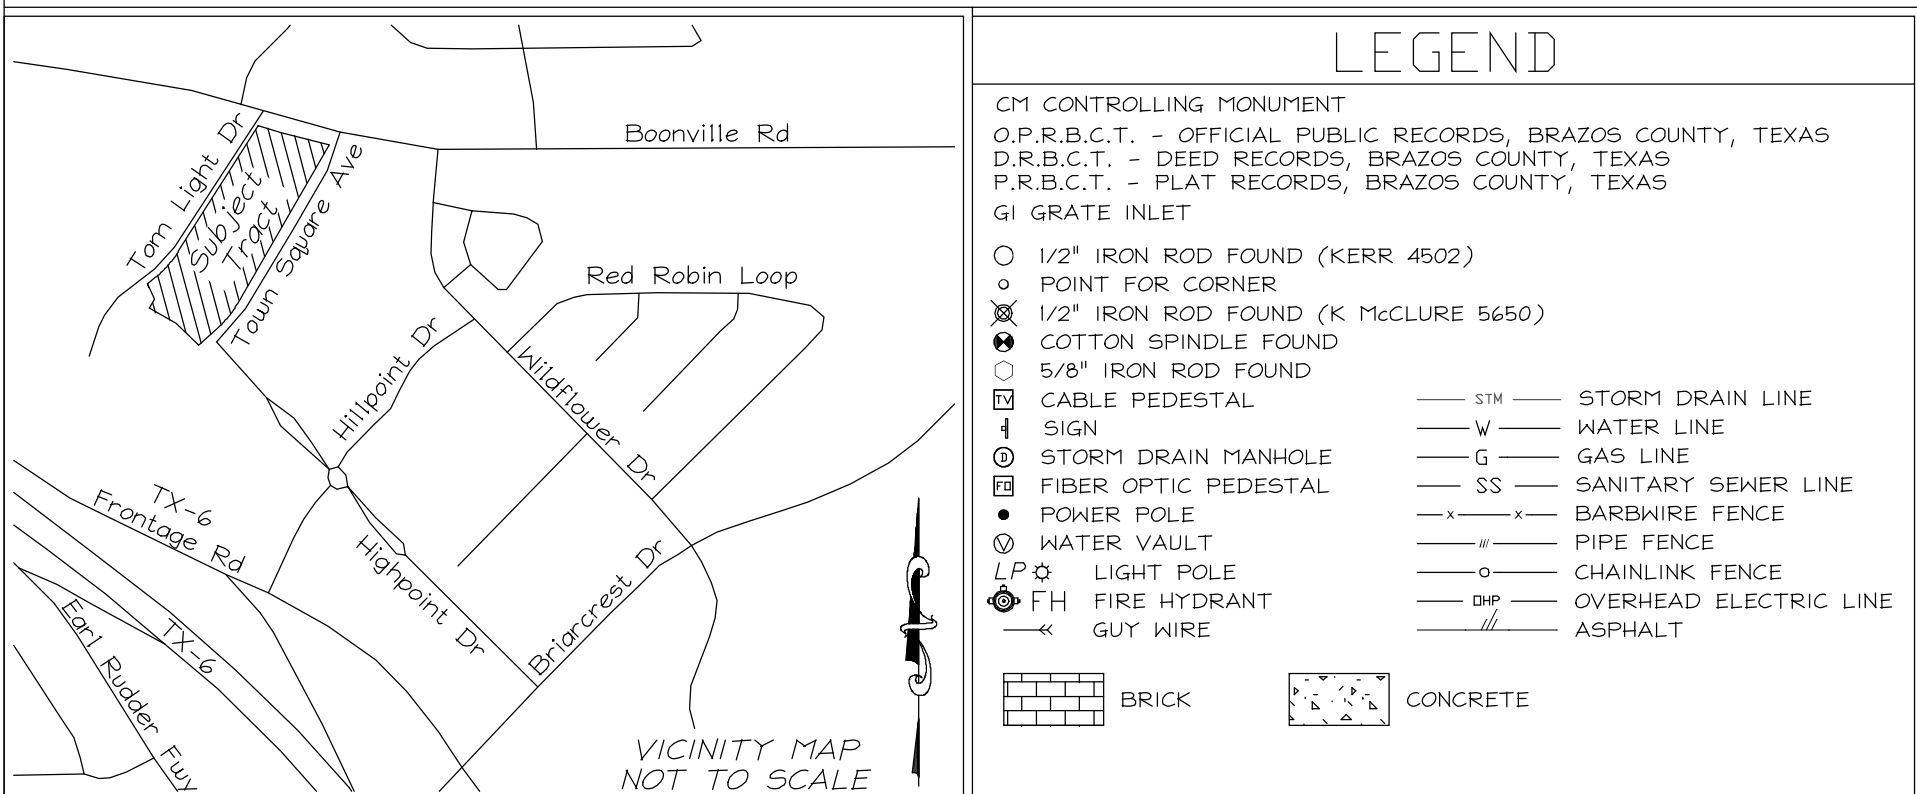 Boonville Rd
Tom Light Dr
Subject
Tract
Town Square Ave
Red Robin Loop
Hillpoint Dr
Wildflower Dr
TX-6
Frontage Rd
Highpoint Dr
Briarcrest Dr
TX-6
Earl Rudder Fwy
VICINITY MAP
NOT TO SCALE
LEGEND
CM CONTROLLING MONUMENT
O.P.R.B.C.T. - OFFICIAL PUBLIC RECORDS, BRAZOS COUNTY, TEXAS
D.R.B.C.T. - DEED RECORDS, BRAZOS COUNTY, TEXAS
P.R.B.C.T. - PLAT RECORDS, BRAZOS COUNTY, TEXAS
GI GRATE INLET
1/2" IRON ROD FOUND (KERR 4502)
POINT FOR CORNER
1/2" IRON ROD FOUND (K McCLURE 5650)
COTTON SPINDLE FOUND
5/8" IRON ROD FOUND
TV CABLE PEDESTAL
SIGN
D STORM DRAIN MANHOLE
FO FIBER OPTIC PEDESTAL
POWER POLE
V WATER VAULT
LP LIGHT POLE
FH FIRE HYDRANT
GUY WIRE
STM STORM DRAIN LINE
W WATER LINE
G GAS LINE
SS SANITARY SEWER LINE
x x BARBWIRE FENCE
/// PIPE FENCE
o CHAINLINK FENCE
OHP OVERHEAD ELECTRIC LINE
ASPHALT
BRICK
CONCRETE